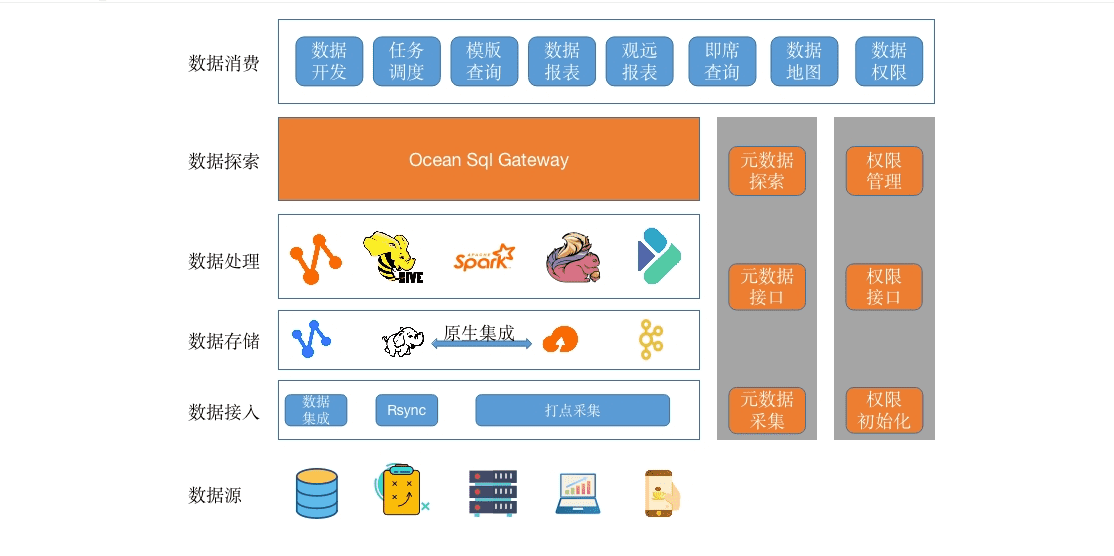 数据消费
数据
开发
任务
调度
模版
查询
数据
报表
观远
报表
即席
查询
数据
地图
数据
权限
数据探索
Ocean Sql Gateway
元数据
探索
权限
管理
数据处理
HIVE
APACHE
Spark
元数据
接口
权限
接口
数据存储
原生集成
数据接入
数据
集成
Rsync
打点采集
元数据
采集
权限
初始化
数据源